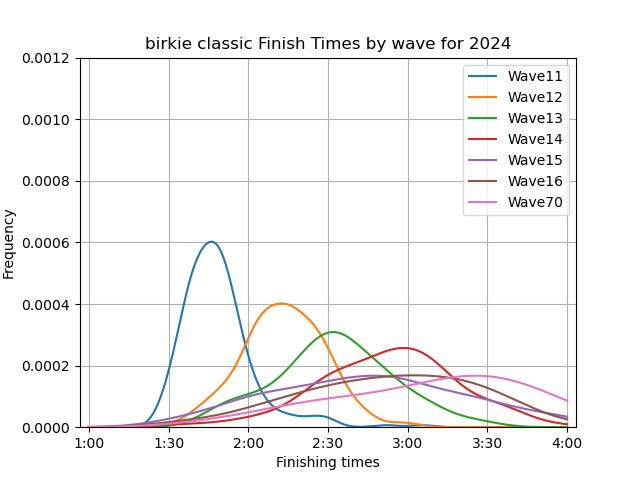 birkie classic Finish Times by wave for 2024
0.0012
0.0010
0.0008
0.0006
0.0004
0.0002
0.0000
Frequency
Wave11
Wave12
Wave13
Wave14
Wave15
Wave16
Wave70
1:00 1:30 2:00 2:30 3:00 3:30 4:00
Finishing times